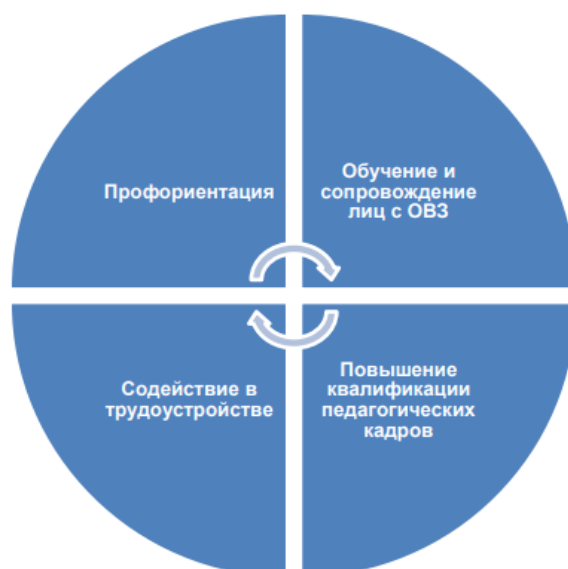 Профориентация
Обучение и
сопровождение
лиц с ОВЗ
Содействие в
трудоустройстве
Повышение
квалификации
педагогических
кадров